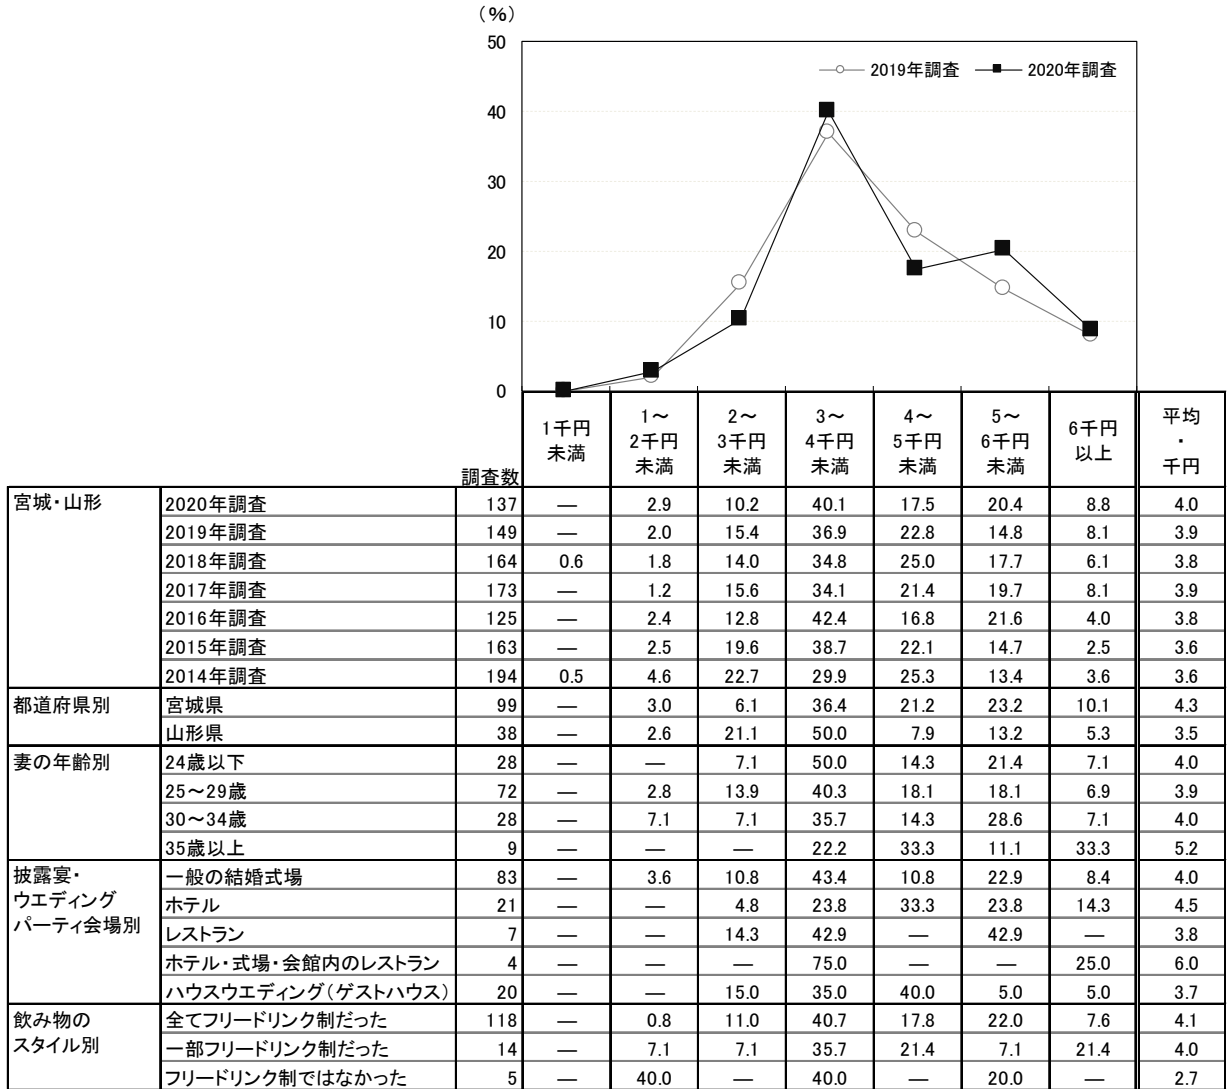 (%)
50
2019年調査 2020年調査
40
30
20
10
0
調査数 1千円未満 1～2千円未満 2～3千円未満 3～4千円未満 4～5千円未満 5～6千円未満 6千円以上 平均・千円
宮城・山形 2020年調査 137 — 2.9 10.2 40.1 17.5 20.4 8.8 4.0
2019年調査 149 — 2.0 15.4 36.9 22.8 14.8 8.1 3.9
2018年調査 164 0.6 1.8 14.0 34.8 25.0 17.7 6.1 3.8
2017年調査 173 — 1.2 15.6 34.1 21.4 19.7 8.1 3.9
2016年調査 125 — 2.4 12.8 42.4 16.8 21.6 4.0 3.8
2015年調査 163 — 2.5 19.6 38.7 22.1 14.7 2.5 3.6
2014年調査 194 0.5 4.6 22.7 29.9 25.3 13.4 3.6 3.6
都道府県別 宮城県 99 — 3.0 6.1 36.4 21.2 23.2 10.1 4.3
山形県 38 — 2.6 21.1 50.0 7.9 13.2 5.3 3.5
妻の年齢別 24歳以下 28 — — 7.1 50.0 14.3 21.4 7.1 4.0
25～29歳 72 — 2.8 13.9 40.3 18.1 18.1 6.9 3.9
30～34歳 28 — 7.1 7.1 35.7 14.3 28.6 7.1 4.0
35歳以上 9 — — — 22.2 33.3 11.1 33.3 5.2
披露宴・ウエディングパーティ会場別 一般の結婚式場 83 — 3.6 10.8 43.4 10.8 22.9 8.4 4.0
ホテル 21 — — 4.8 23.8 33.3 23.8 14.3 4.5
レストラン 7 — — 14.3 42.9 — 42.9 — 3.8
ホテル・式場・会館内のレストラン 4 — — — 75.0 — — 25.0 6.0
ハウスウエディング(ゲストハウス) 20 — — 15.0 35.0 40.0 5.0 5.0 3.7
飲み物のスタイル別 全てフリードリンク制だった 118 — 0.8 11.0 40.7 17.8 22.0 7.6 4.1
一部フリードリンク制だった 14 — 7.1 7.1 35.7 21.4 7.1 21.4 4.0
フリードリンク制ではなかった 5 — 40.0 — 40.0 — 20.0 — 2.7